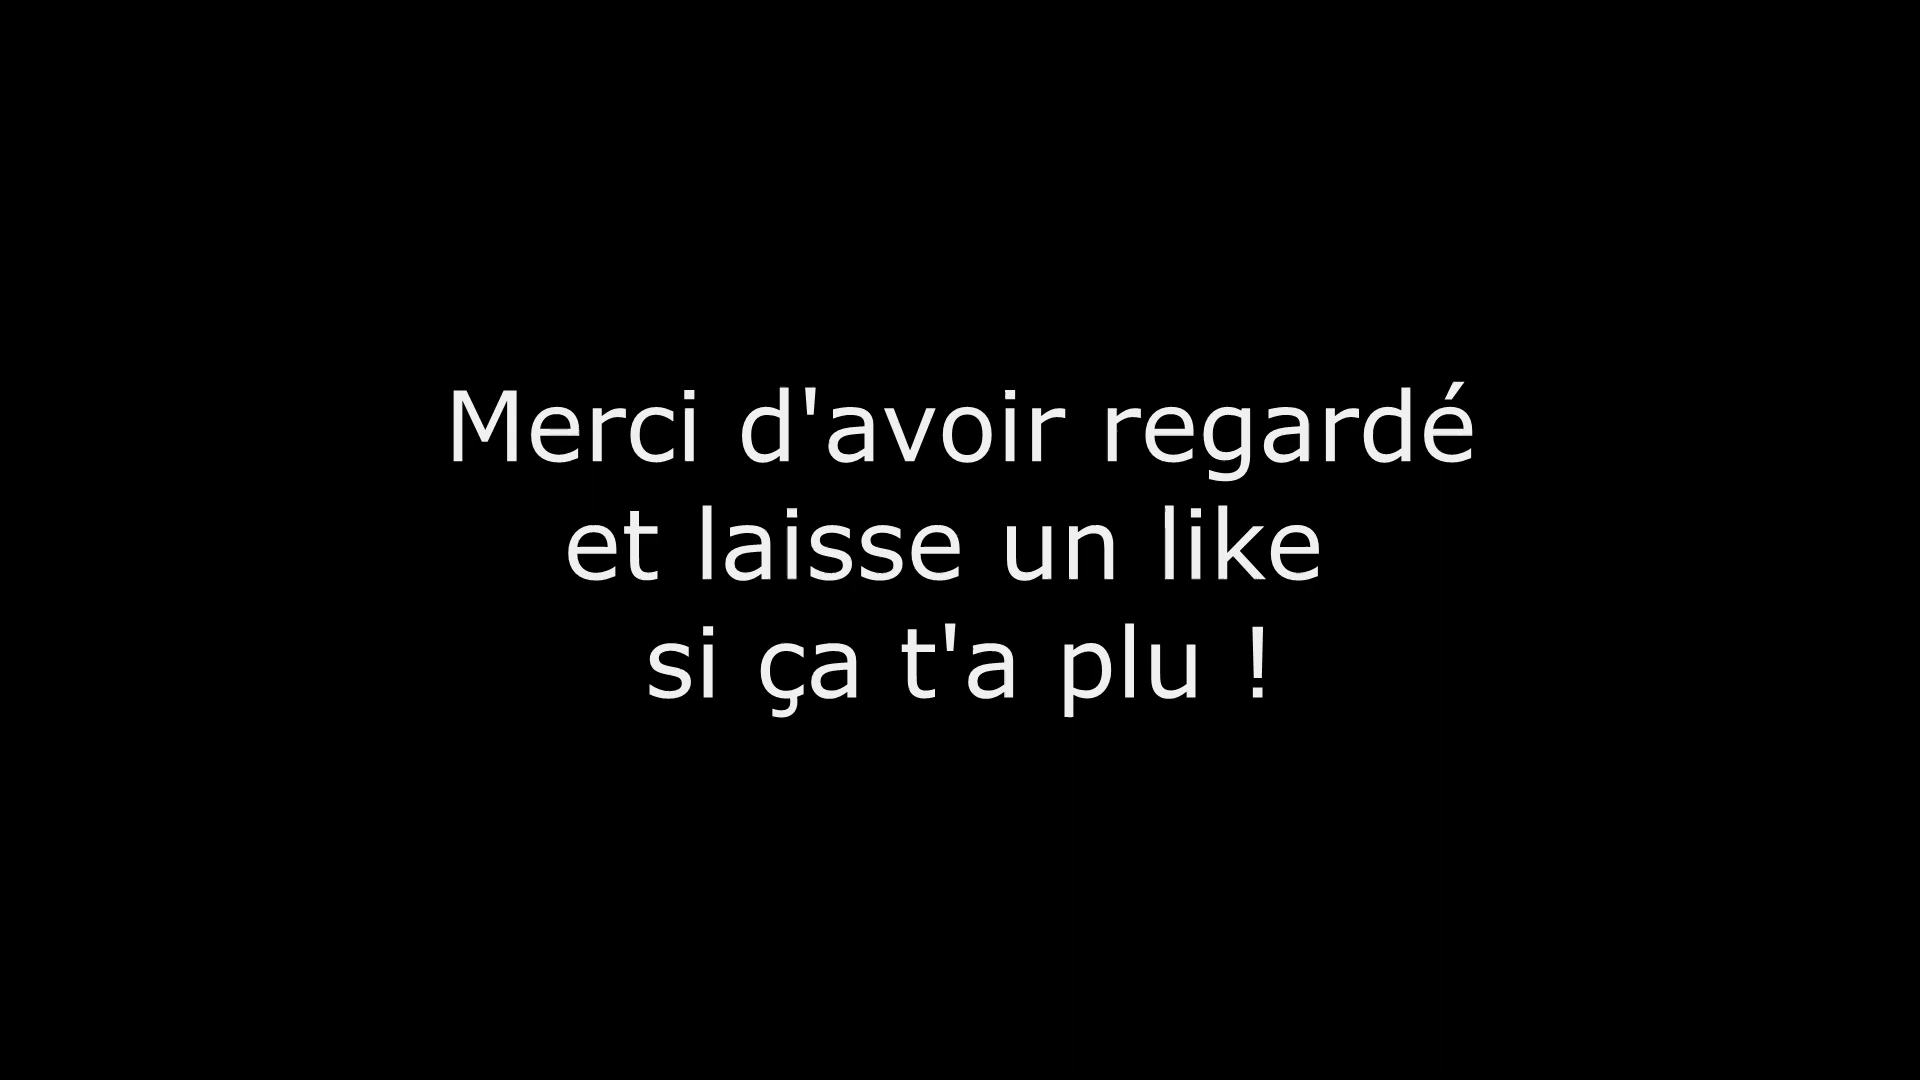 Merci d'avoir regardé
et laisse un like
si ça t'a plu !